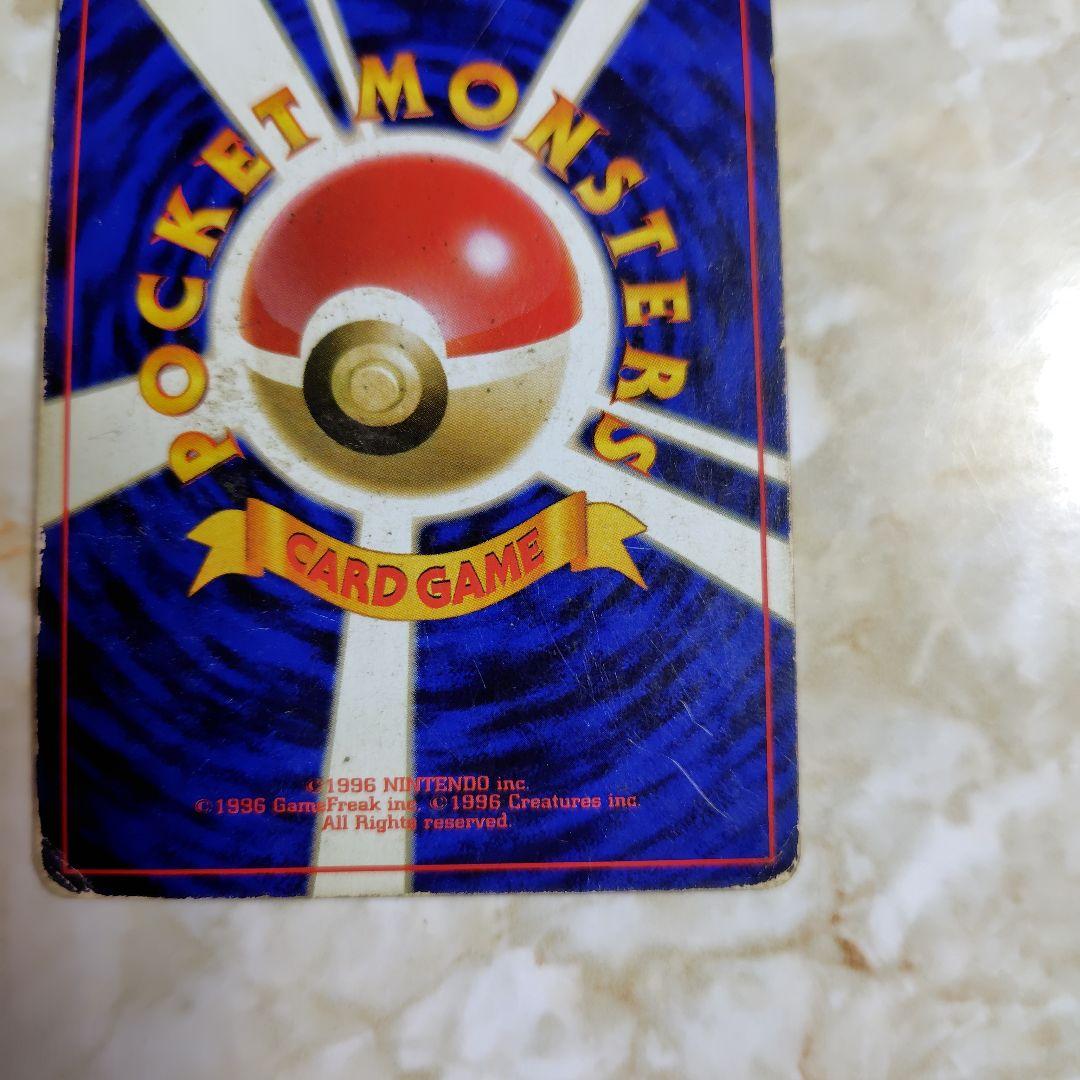 POCKET MONSTERS
CARD GAME
©1996 NINTENDO inc.
©1996 GameFreak inc. ©1996 Creatures inc.
All Rights reserved.